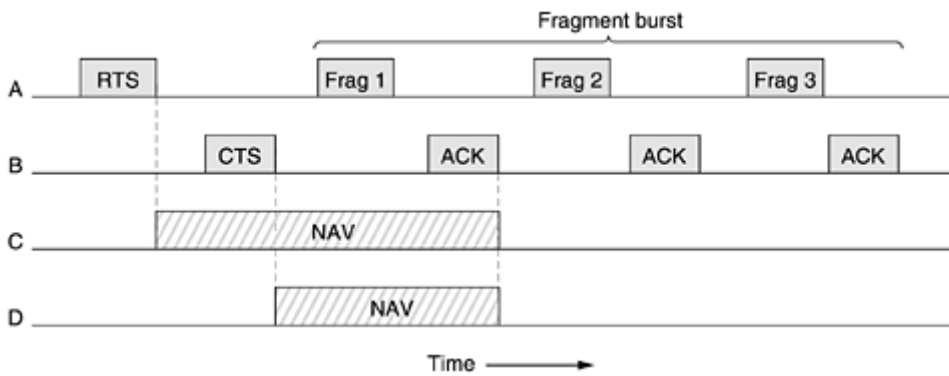 Fragment burst
A RTS Frag 1 Frag 2 Frag 3
B CTS ACK ACK ACK
C NAV
D NAV
Time